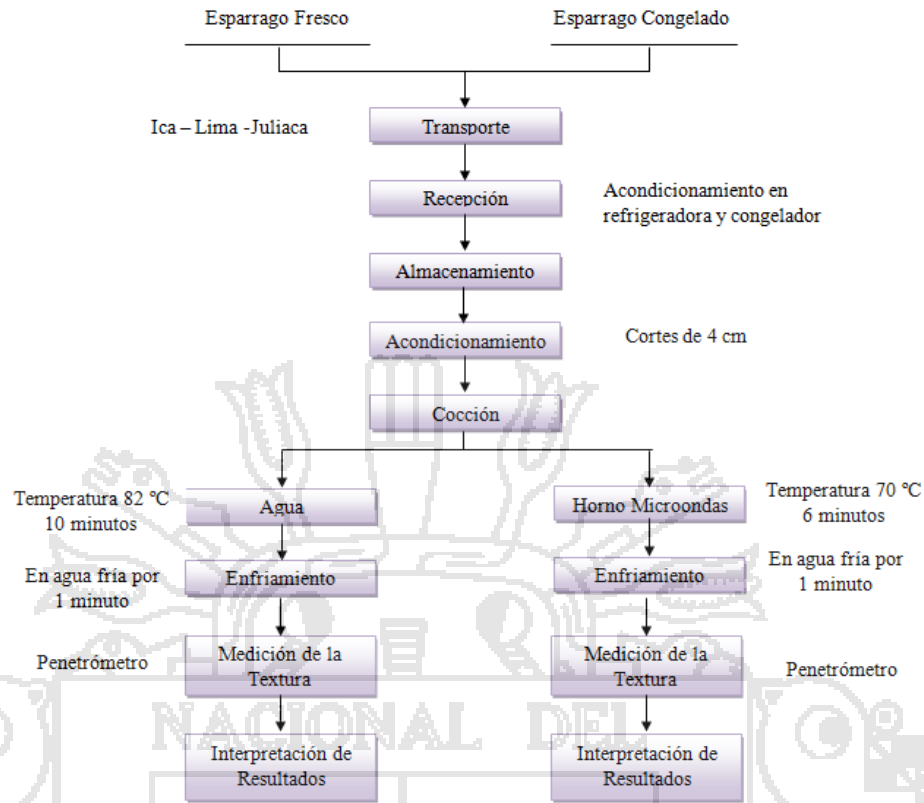 Esparrago Fresco
Esparrago Congelado
Ica – Lima -Juliaca
Transporte
Recepción
Acondicionamiento en
refrigeradora y congelador
Almacenamiento
Acondicionamiento
Cortes de 4 cm
Cocción
Temperatura 82 °C
10 minutos
Agua
Horno Microondas
Temperatura 70 °C
6 minutos
En agua fría por
1 minuto
Enfriamiento
Enfriamiento
En agua fría por
1 minuto
Penetrómetro
Medición de la
Textura
Medición de la
Textura
Penetrómetro
NACIONAL DEL
Interpretación de
Resultados
Interpretación de
Resultados